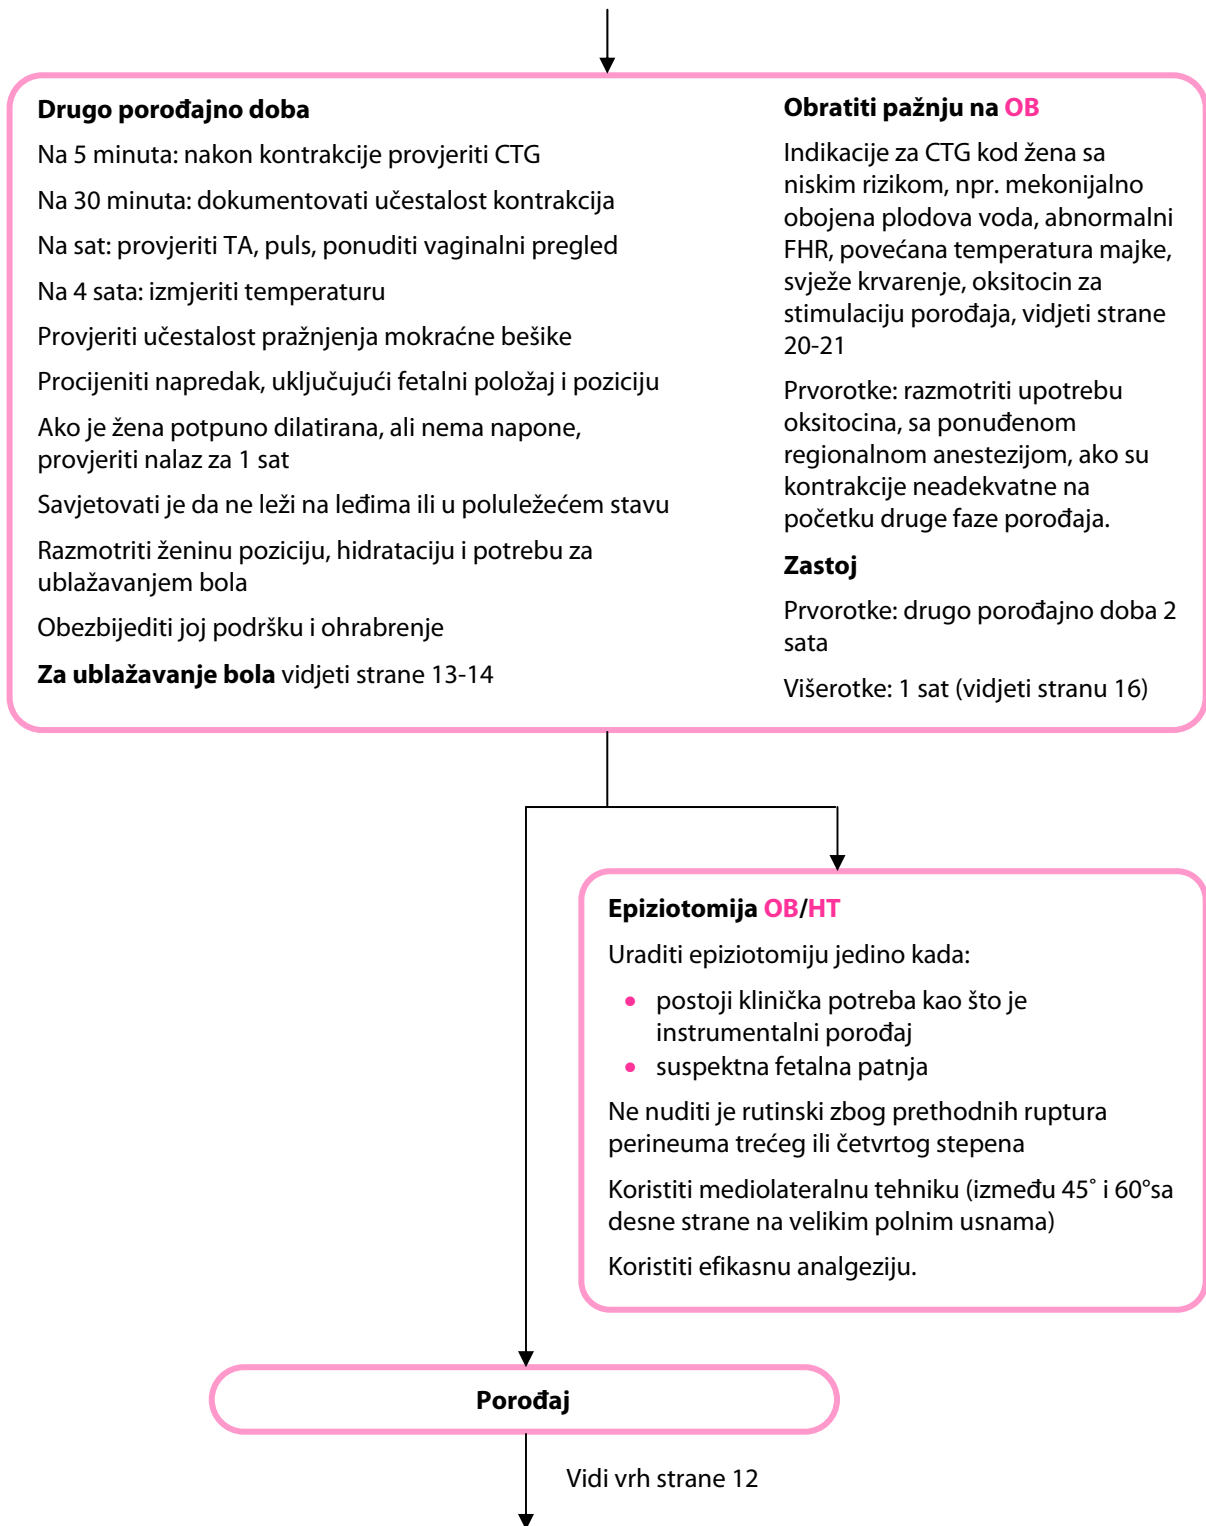 Drugo porođajno doba
Na 5 minuta: nakon kontrakcije provjeriti CTG
Na 30 minuta: dokumentovati učestalost kontrakcija
Na sat: provjeriti TA, puls, ponuditi vaginalni pregled
Na 4 sata: izmjeriti temperaturu
Provjeriti učestalost pražnjenja mokraćne bešike
Procijeniti napredak, uključujući fetalni položaj i poziciju
Ako je žena potpuno dilatirana, ali nema napone,
provjeriti nalaz za 1 sat
Savjetovati je da ne leži na leđima ili u poluležećem stavu
Razmotriti ženinu poziciju, hidrataciju i potrebu za
ublažavanjem bola
Obezbijediti joj podršku i ohrabrenje
Za ublažavanje bola vidjeti strane 13-14
Obratiti pažnju na OB
Indikacije za CTG kod žena sa
niskim rizikom, npr. mekonijalno
obojena plodova voda, abnormalni
FHR, povećana temperatura majke,
svježe krvarenje, oksitocin za
stimulaciju porođaja, vidjeti strane
20-21
Prvorotke: razmotriti upotrebu
oksitocina, sa ponuđenom
regionalnom anestezijom, ako su
kontrakcije neadekvatne na
početku druge faze porođaja.
Zastoj
Prvorotke: drugo porođajno doba 2
sata
Višerotke: 1 sat (vidjeti stranu 16)
Epiziotomija OB/HT
Uraditi epiziotomiju jedino kada:
• postoji klinička potreba kao što je
instrumentalni porođaj
• suspektna fetalna patnja
Ne nuditi je rutinski zbog prethodnih ruptura
perineuma trećeg ili četvrtog stepena
Koristiti mediolateralnu tehniku (između 45˚ i 60°sa
desne strane na velikim polnim usnama)
Koristiti efikasnu analgeziju.
Porođaj
Vidi vrh strane 12